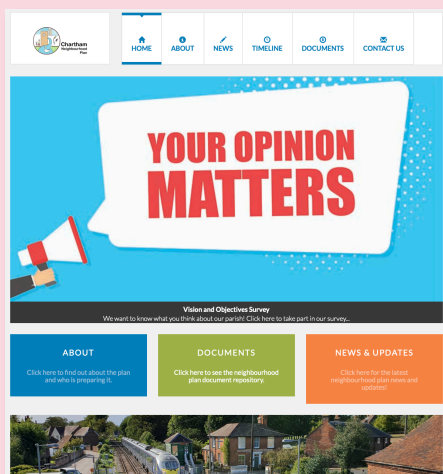 Chartham
Neighbourhood
Plan
HOME
ABOUT
NEWS
TIMELINE
DOCUMENTS
CONTACT US
YOUR OPINION
MATTERS
Vision and Objectives Survey
We want to know what you think about our parish! Click here to take part in our survey...
ABOUT
Click here to find out about the plan
and who is preparing it.
DOCUMENTS
Click here to see the neighbourhood
plan document repository.
NEWS & UPDATES
Click here for the latest
neighbourhood plan news and
updates!